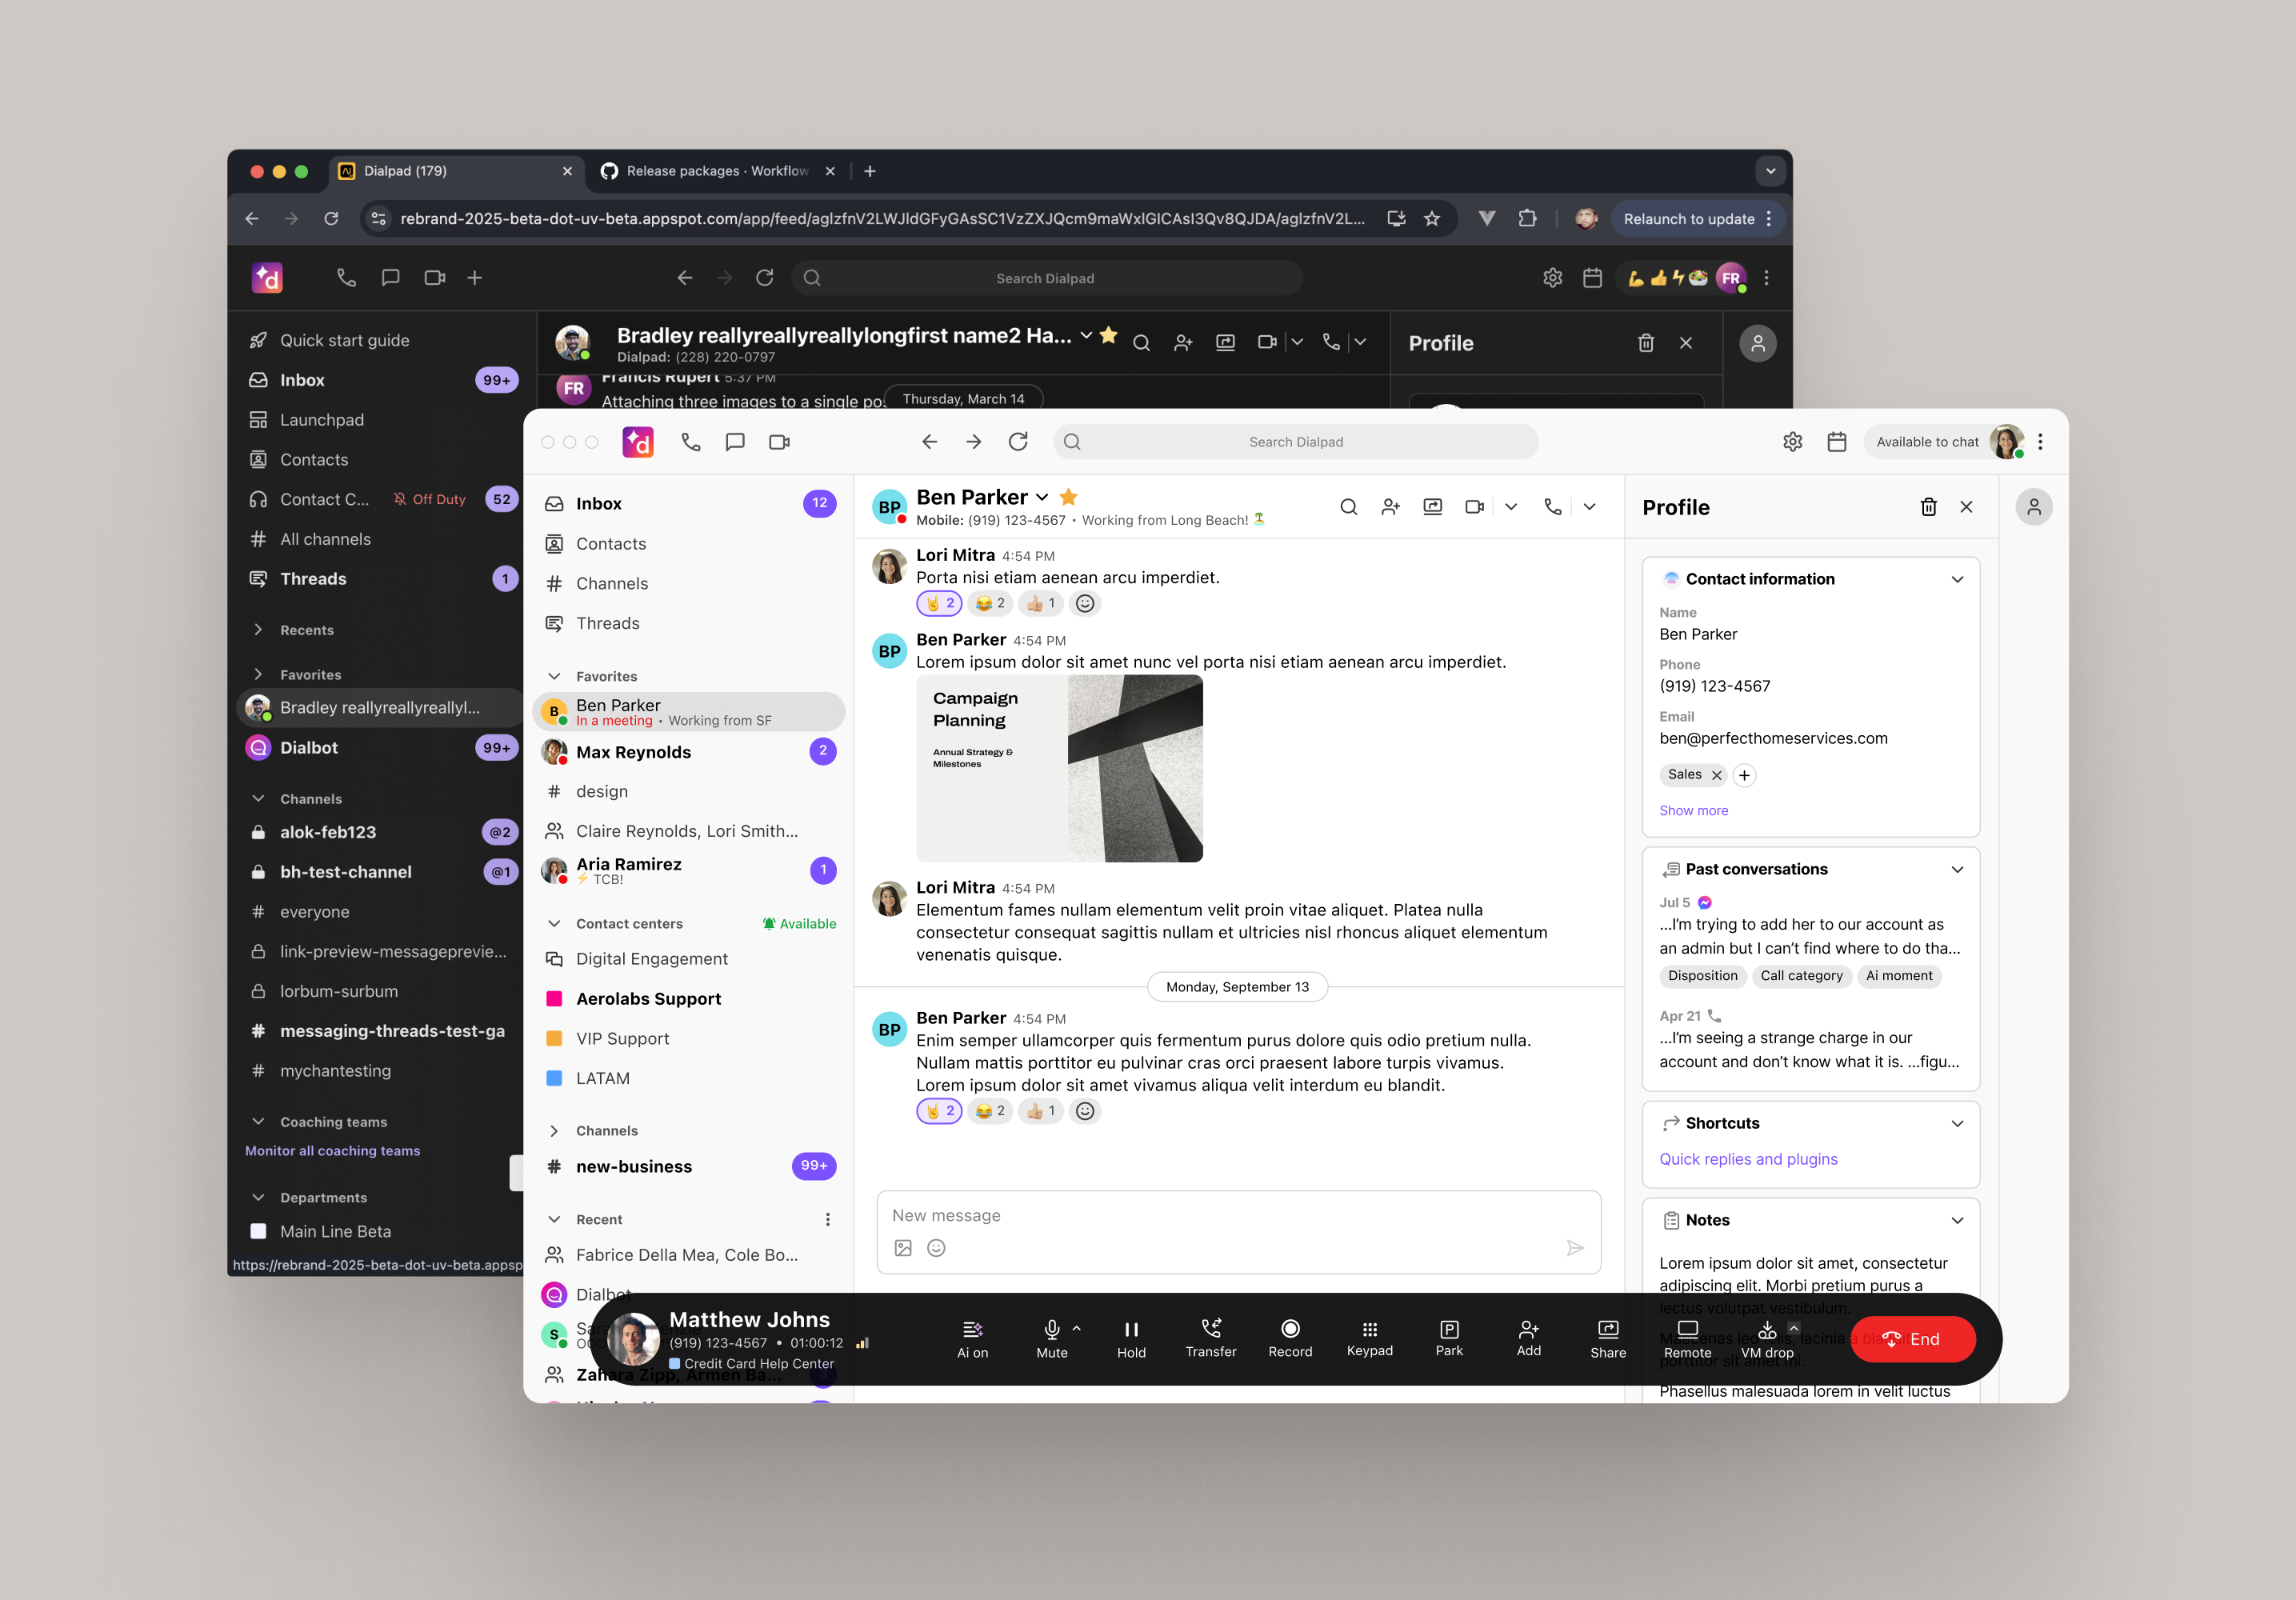 Dialpad (179)
Release packages · Workflow
rebrand-2025-beta-dot-uv-beta.appspot.com/app/feed/aglzfnV2LWJldGFyGAsSC1VzZXJQcm9maWxlGICAsI3Qv8QJDA/aglzfnV2L...
Relaunch to update
Search Dialpad
FR
Quick start guide
Inbox
99+
Launchpad
Contacts
Contact C...
Off Duty
52
All channels
Threads
1
Recents
Favorites
Bradley reallyreallyreallyl...
Dialbot
99+
Channels
alok-feb123
@2
bh-test-channel
@1
everyone
link-preview-messageprevie...
lorbum-surbum
messaging-threads-test-ga
mychantesting
Coaching teams
Monitor all coaching teams
Departments
Main Line Beta
https://rebrand-2025-beta-dot-uv-beta.appsp
Bradley reallyreallyreallylongfirst name2 Ha...
Dialpad: (228) 220-0797
FR
Francis Rupert 5:37 PM
Attaching three images to a single pos
Thursday, March 14
Profile
Search Dialpad
Available to chat
Inbox
12
Contacts
Channels
Threads
Favorites
B
Ben Parker
In a meeting • Working from SF
Max Reynolds
2
design
Claire Reynolds, Lori Smith...
Aria Ramirez
⚡ TCB!
1
Contact centers
Available
Digital Engagement
Aerolabs Support
VIP Support
LATAM
Channels
new-business
99+
Recent
Fabrice Della Mea, Cole Bo...
Dialbot
S
Zahara Zipp, Armen Ba...
BP
Ben Parker
Mobile: (919) 123-4567 • Working from Long Beach! 🏝️
Lori Mitra 4:54 PM
Porta nisi etiam aenean arcu imperdiet.
🤘 2 😂 2 👍🏼 1
BP
Ben Parker 4:54 PM
Lorem ipsum dolor sit amet nunc vel porta nisi etiam aenean arcu imperdiet.
Campaign
Planning
Annual Strategy &
Milestones
Lori Mitra 4:54 PM
Elementum fames nullam elementum velit proin vitae aliquet. Platea nulla
consectetur consequat sagittis nullam et ultricies nisl rhoncus aliquet elementum
venenatis quisque.
Monday, September 13
BP
Ben Parker 4:54 PM
Enim semper ullamcorper quis fermentum purus dolore quis odio pretium nulla.
Nullam mattis porttitor eu pulvinar cras orci praesent labore turpis vivamus.
Lorem ipsum dolor sit amet vivamus aliqua velit interdum eu blandit.
🤘 2 😂 2 👍🏼 1
New message
Profile
Contact information
Name
Ben Parker
Phone
(919) 123-4567
Email
ben@perfecthomeservices.com
Sales
Show more
Past conversations
Jul 5
...I'm trying to add her to our account as
an admin but I can't find where to do tha...
Disposition
Call category
Ai moment
Apr 21
...I'm seeing a strange charge in our
account and don't know what it is. ...figu...
Shortcuts
Quick replies and plugins
Notes
Lorem ipsum dolor sit amet, consectetur
adipiscing elit. Morbi pretium purus a
lectus volutpat vestibulum.
Phasellus malesuada lorem in velit luctus
Matthew Johns
(919) 123-4567 • 01:00:12
Credit Card Help Center
Ai on
Mute
Hold
Transfer
Record
Keypad
Park
Add
Share
Remote
VM drop
End